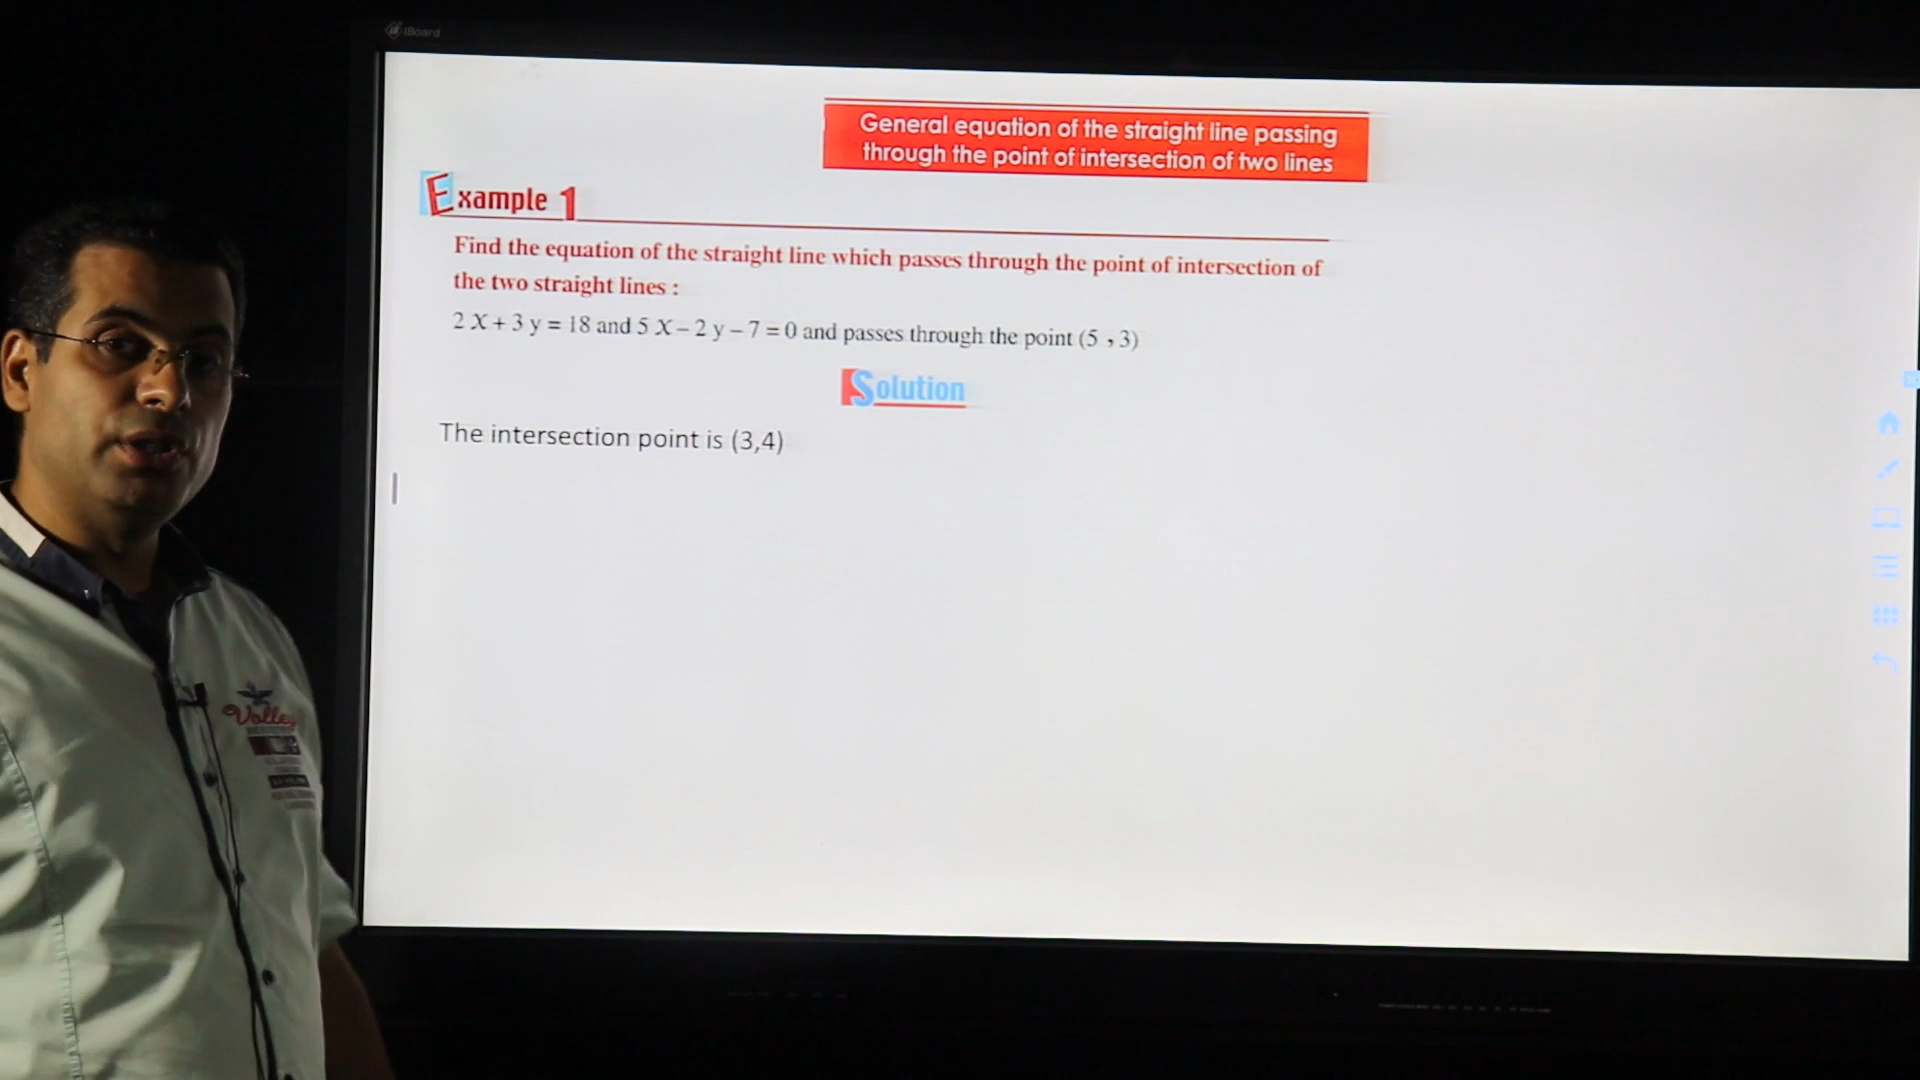 iBoard
General equation of the straight line passing
through the point of intersection of two lines
Example 1
Find the equation of the straight line which passes through the point of intersection of
the two straight lines :
2 X + 3 y = 18 and 5 X – 2 y – 7 = 0 and passes through the point (5 , 3)
Solution
The intersection point is (3,4)
Volley